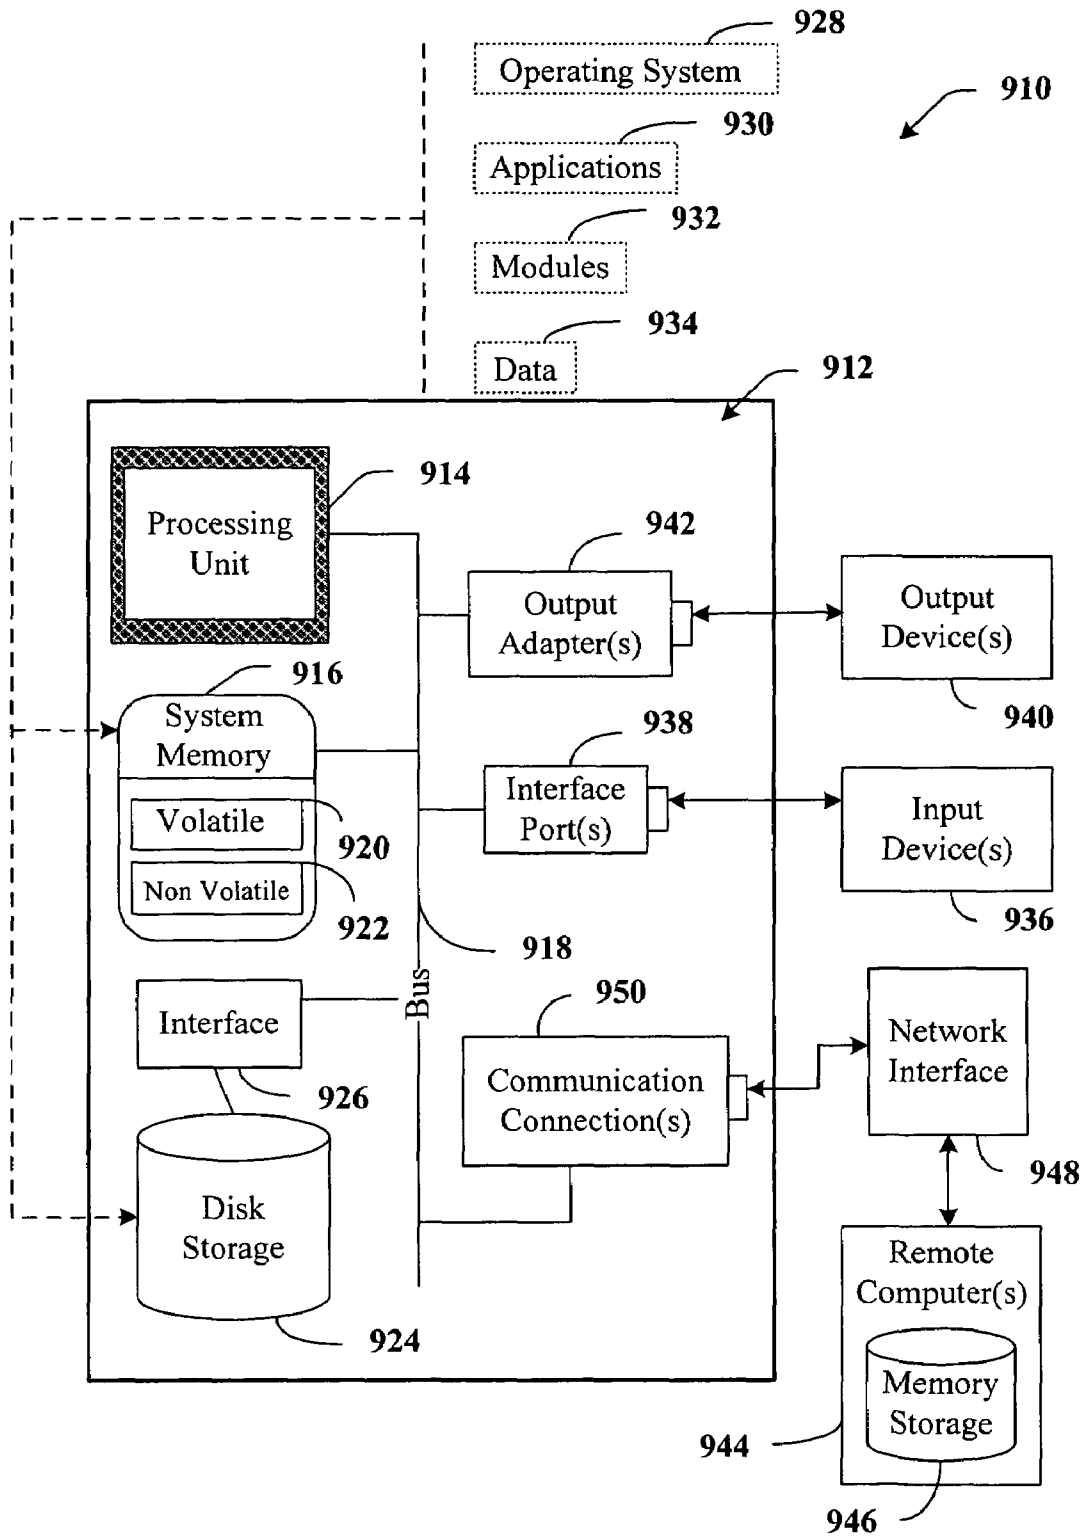 928
Operating System
910
930
Applications
932
Modules
934
Data
912
914
Processing
Unit
942
Output
Adapter(s)
Output
Device(s)
940
916
System
Memory
938
Interface
Port(s)
Input
Device(s)
936
Volatile
920
Non Volatile
922
918
Bus
Interface
926
950
Communication
Connection(s)
Network
Interface
948
Disk
Storage
924
Remote
Computer(s)
Memory
Storage
944
946